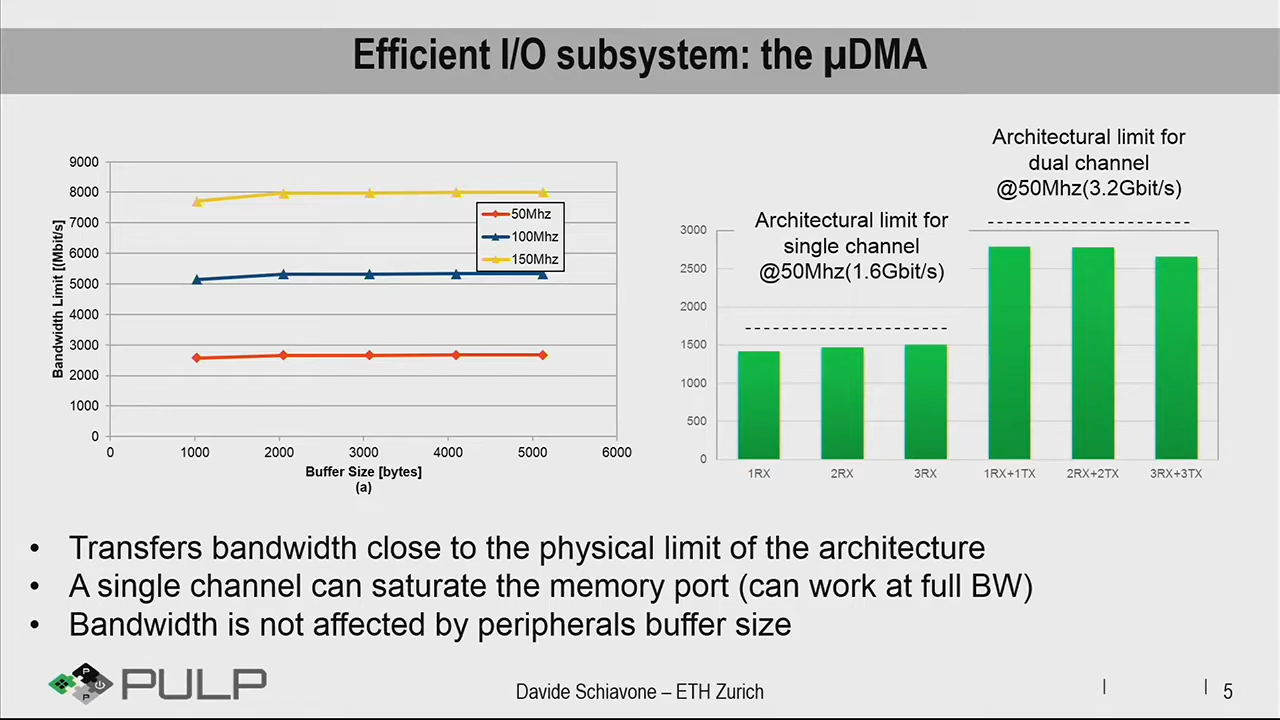 Efficient I/O subsystem: the µDMA
9000
8000
7000
6000
5000
4000
3000
2000
1000
0
Bandwidth Limit [(Mbit/s]
50Mhz
100Mhz
150Mhz
0
1000
2000
3000
4000
5000
6000
Buffer Size [bytes]
(a)
Architectural limit for
single channel
@50Mhz(1.6Gbit/s)
Architectural limit for
dual channel
@50Mhz(3.2Gbit/s)
3000
2500
2000
1500
1000
500
0
1RX
2RX
3RX
1RX+1TX
2RX+2TX
3RX+3TX
• Transfers bandwidth close to the physical limit of the architecture
• A single channel can saturate the memory port (can work at full BW)
• Bandwidth is not affected by peripherals buffer size
PULP
Davide Schiavone – ETH Zurich
5